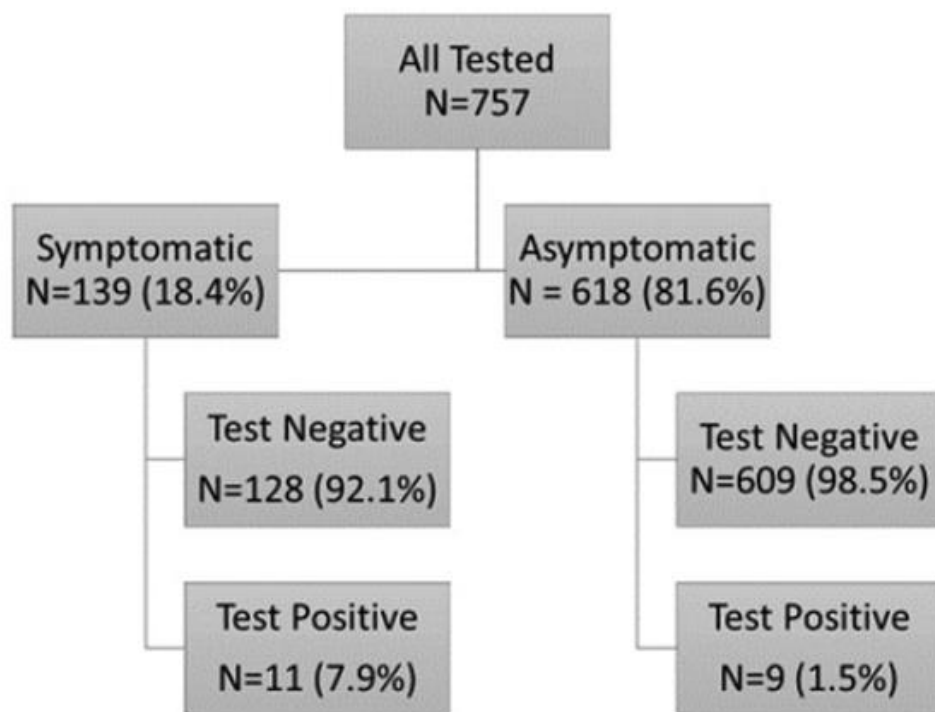 All Tested
N=757
Symptomatic
N=139 (18.4%)
Asymptomatic
N = 618 (81.6%)
Test Negative
N=128 (92.1%)
Test Negative
N=609 (98.5%)
Test Positive
N=11 (7.9%)
Test Positive
N=9 (1.5%)